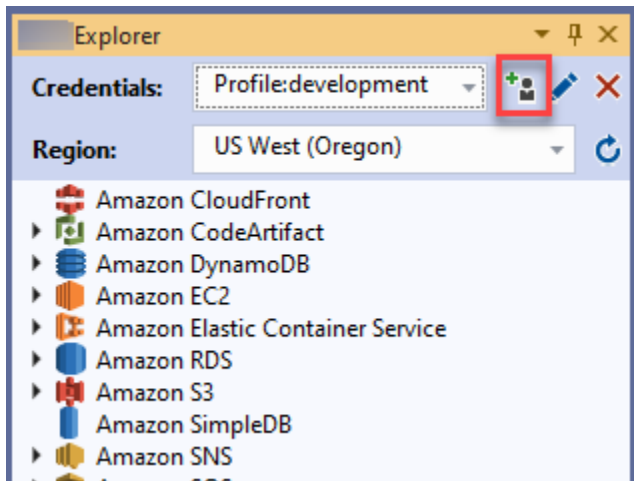 Explorer
Credentials: Profile:development
Region: US West (Oregon)
Amazon CloudFront
Amazon CodeArtifact
Amazon DynamoDB
Amazon EC2
Amazon Elastic Container Service
Amazon RDS
Amazon S3
Amazon SimpleDB
Amazon SNS